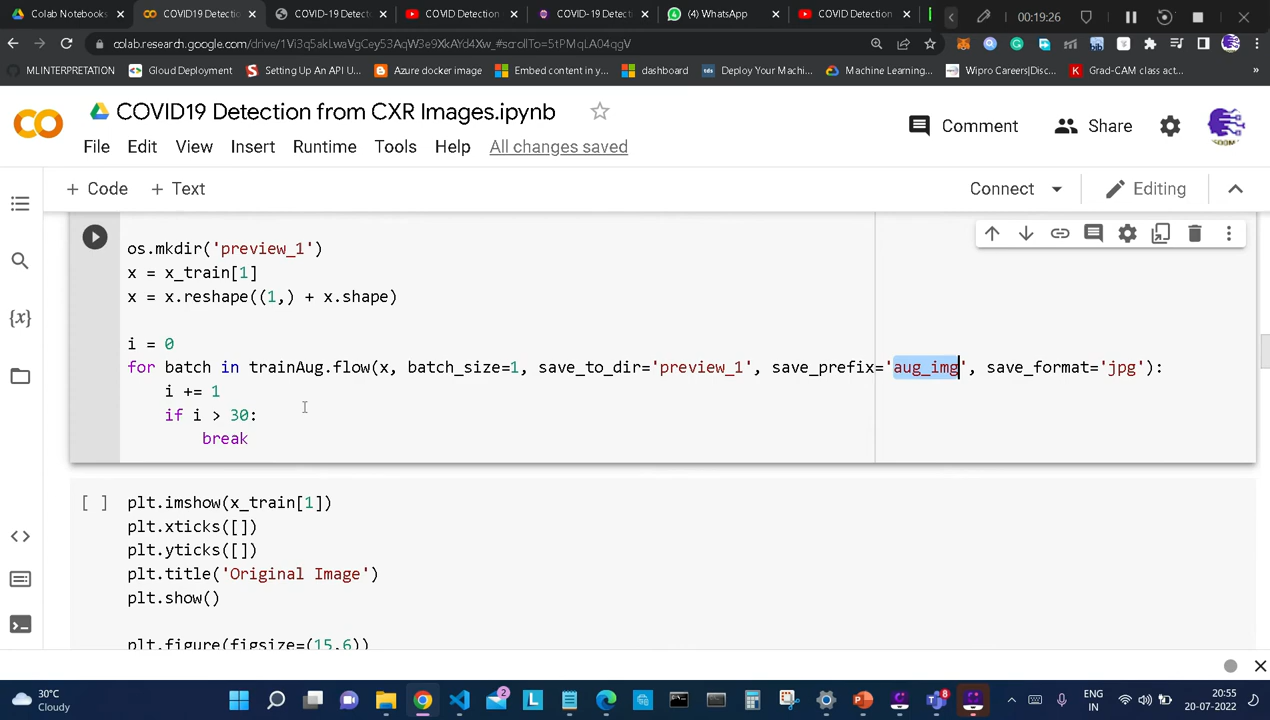 Colab Notebooks
COVID19 Detection
COVID-19 Detect
COVID Detection
COVID-19 Detec
(4) WhatsApp
COVID Detection
00:19:26
colab.research.google.com/drive/1Vi3q5akLwaVgCey53AqW3e9XkAYd4Xw_#scrollTo=5tPMqLA04qgV
MLINTERPRETATION
Gloud Deployment
Setting Up An API U...
Azure docker image
Embed content in y...
dashboard
Deploy Your Machi...
Machine Learning...
Wipro Careers|Disc...
Grad-CAM class act...
»
COVID19 Detection from CXR Images.ipynb
Comment
Share
File Edit View Insert Runtime Tools Help All changes saved
+ Code + Text
Connect
Editing
os.mkdir('preview_1')
x = x_train[1]
x = x.reshape((1,) + x.shape)
i = 0
for batch in trainAug.flow(x, batch_size=1, save_to_dir='preview_1', save_prefix='aug_img', save_format='jpg'):
i += 1
if i > 30:
break
[ ] plt.imshow(x_train[1])
plt.xticks([])
plt.yticks([])
plt.title('Original Image')
plt.show()
plt.figure(figsize=(15,6))
30°C
Cloudy
2
8
ENG
IN
20:55
20-07-2022